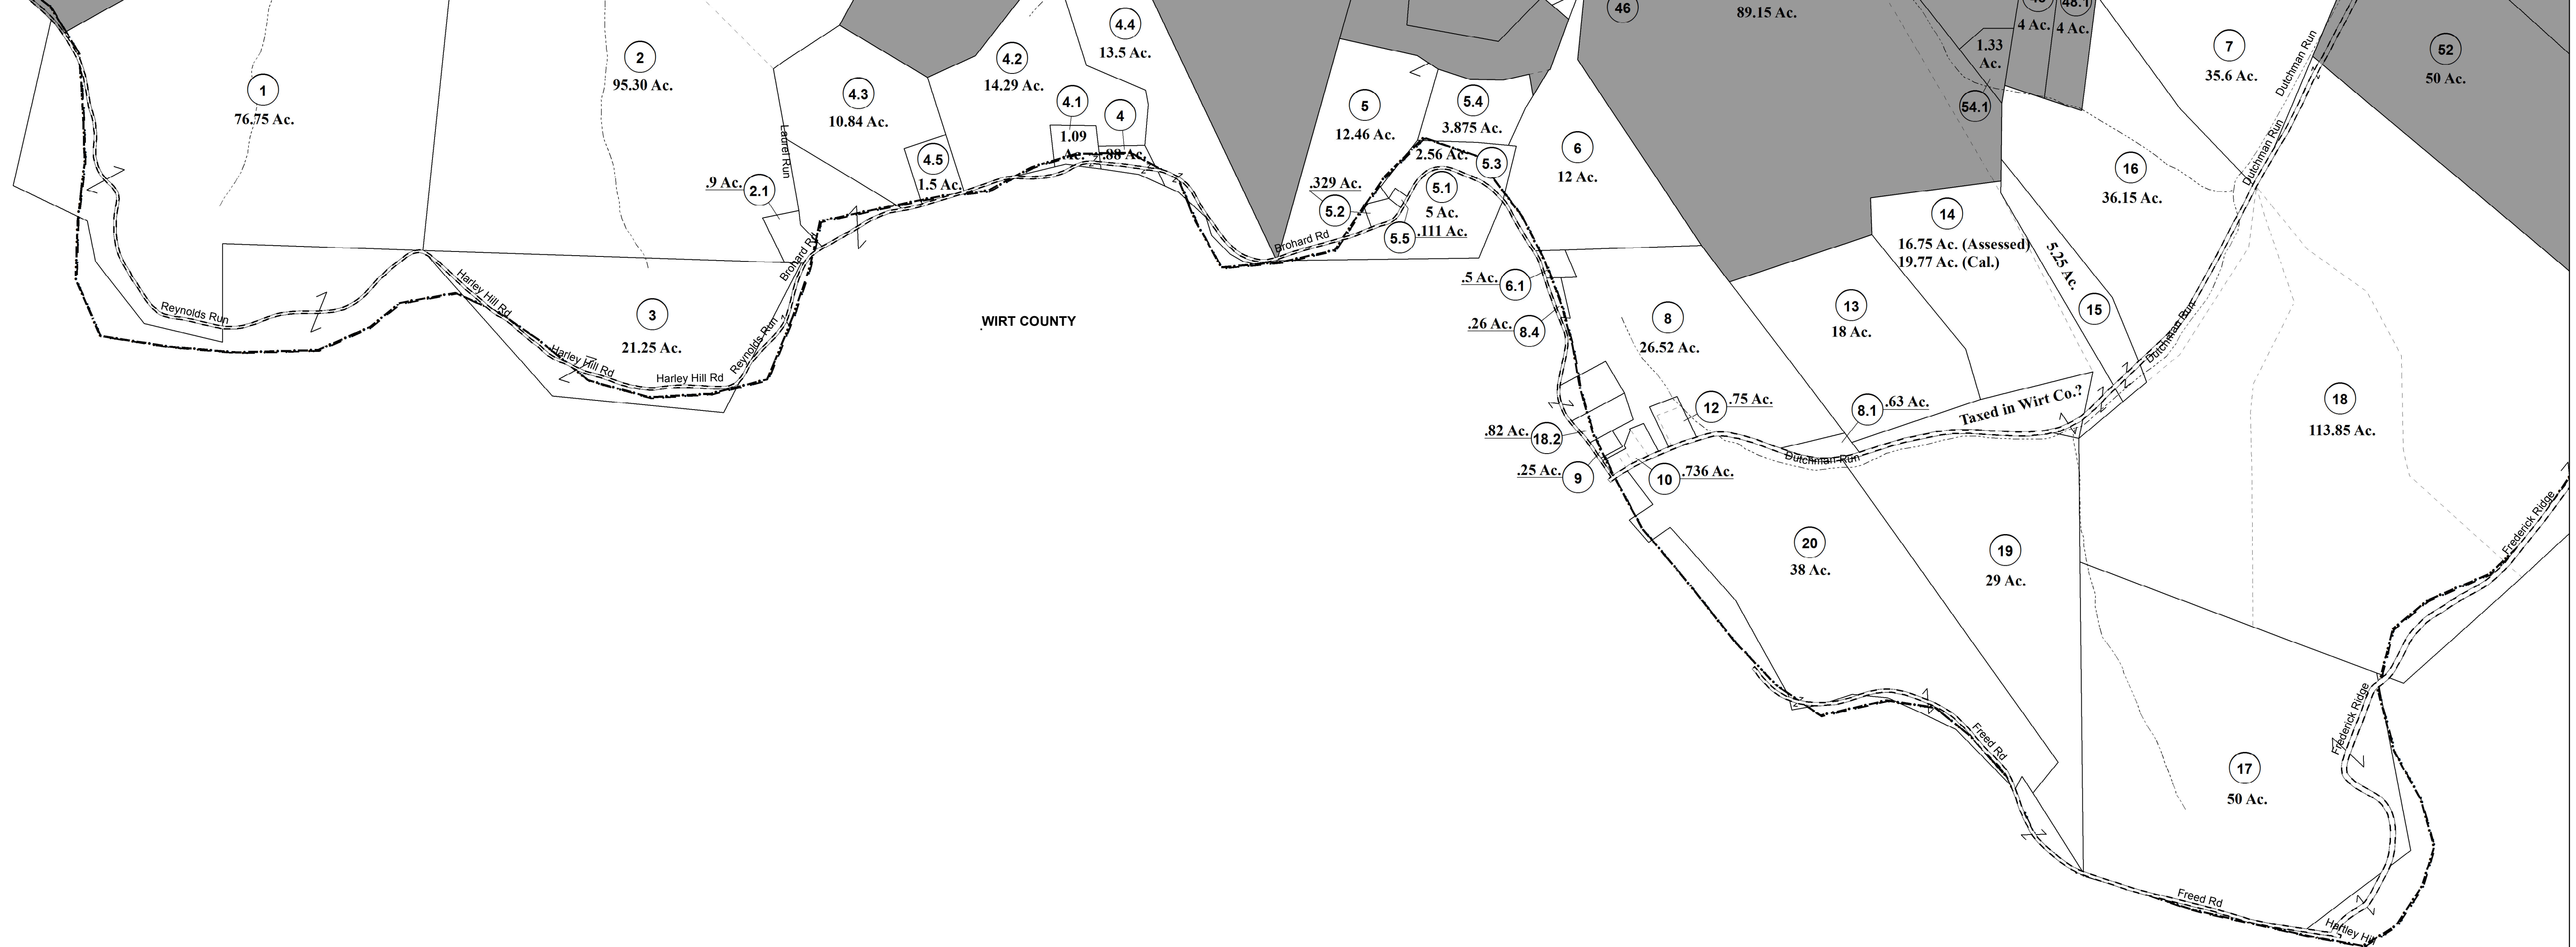 1
76.75 Ac.
2
95.30 Ac.
Laurel Run
4.3
10.84 Ac.
4.2
14.29 Ac.
4.4
13.5 Ac.
4.1
1.09
Ac.
4
.88 Ac.
4.5
1.5 Ac.
.9 Ac.
2.1
Brohard Rd
Reynolds Run
Harley Hill Rd
Harley Hill Rd
Harley Hill Rd
Reynolds Run
3
21.25 Ac.
WIRT COUNTY
5
12.46 Ac.
5.4
3.875 Ac.
2.56 Ac.
5.3
.329 Ac.
5.2
5.1
5 Ac.
5.5
.111 Ac.
Brohard Rd
6
12 Ac.
.5 Ac.
6.1
.26 Ac.
8.4
46
89.15 Ac.
4 Ac.
48.1
4 Ac.
1.33
Ac.
54.1
7
35.6 Ac.
Dutchman Run
52
50 Ac.
Dutchman Run
16
36.15 Ac.
14
16.75 Ac. (Assessed)
19.77 Ac. (Cal.)
5.25 Ac.
15
Dutchman Run
13
18 Ac.
8
26.52 Ac.
12
.75 Ac.
8.1
.63 Ac.
Taxed in Wirt Co.?
Dutchman Run
.82 Ac.
18.2
.25 Ac.
9
10
.736 Ac.
18
113.85 Ac.
Frederick Ridge
20
38 Ac.
19
29 Ac.
Freed Rd
Frederick Ridge
17
50 Ac.
Freed Rd
Hartley Hill